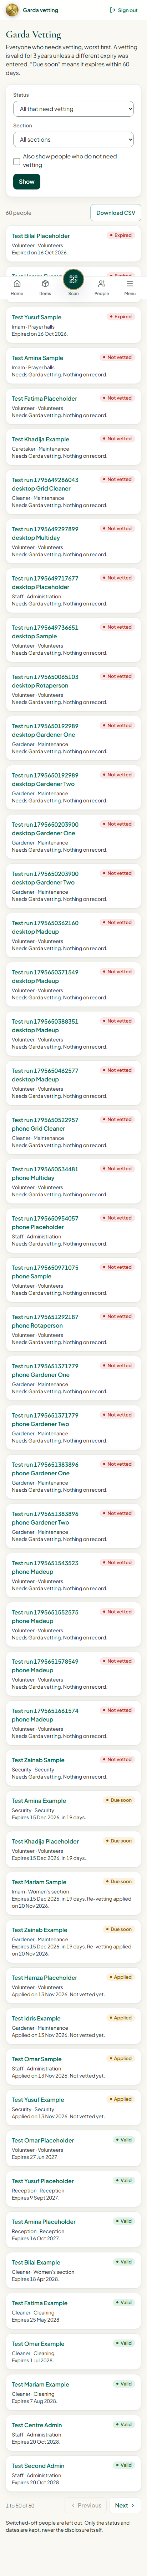 Garda vetting
Sign out
Garda Vetting
Everyone who needs vetting, worst first. A vetting
is valid for 3 years unless a different expiry was
entered. "Due soon" means it expires within 60
days.
Status
All that need vetting
Section
All sections
Also show people who do not need
vetting
Show
60 people
Download CSV
Test Bilal Placeholder
Expired
Volunteer · Volunteers
Expired on 16 Oct 2026.
Home
Items
Scan
People
Menu
Test Yusuf Sample
Expired
Imam · Prayer halls
Expired on 16 Oct 2026.
Test Amina Sample
Not vetted
Imam · Prayer halls
Needs Garda vetting. Nothing on record.
Test Fatima Placeholder
Not vetted
Volunteer · Volunteers
Needs Garda vetting. Nothing on record.
Test Khadija Example
Not vetted
Caretaker · Maintenance
Needs Garda vetting. Nothing on record.
Test run 1795649286043
desktop Grid Cleaner
Not vetted
Cleaner · Maintenance
Needs Garda vetting. Nothing on record.
Test run 1795649297899
desktop Multiday
Not vetted
Volunteer · Volunteers
Needs Garda vetting. Nothing on record.
Test run 1795649717677
desktop Placeholder
Not vetted
Staff · Administration
Needs Garda vetting. Nothing on record.
Test run 1795649736651
desktop Sample
Not vetted
Volunteer · Volunteers
Needs Garda vetting. Nothing on record.
Test run 1795650065103
desktop Rotaperson
Not vetted
Volunteer · Volunteers
Needs Garda vetting. Nothing on record.
Test run 1795650192989
desktop Gardener One
Not vetted
Gardener · Maintenance
Needs Garda vetting. Nothing on record.
Test run 1795650192989
desktop Gardener Two
Not vetted
Gardener · Maintenance
Needs Garda vetting. Nothing on record.
Test run 1795650203900
desktop Gardener One
Not vetted
Gardener · Maintenance
Needs Garda vetting. Nothing on record.
Test run 1795650203900
desktop Gardener Two
Not vetted
Gardener · Maintenance
Needs Garda vetting. Nothing on record.
Test run 1795650362160
desktop Madeup
Not vetted
Volunteer · Volunteers
Needs Garda vetting. Nothing on record.
Test run 1795650371549
desktop Madeup
Not vetted
Volunteer · Volunteers
Needs Garda vetting. Nothing on record.
Test run 1795650388351
desktop Madeup
Not vetted
Volunteer · Volunteers
Needs Garda vetting. Nothing on record.
Test run 1795650462577
desktop Madeup
Not vetted
Volunteer · Volunteers
Needs Garda vetting. Nothing on record.
Test run 1795650522957
phone Grid Cleaner
Not vetted
Cleaner · Maintenance
Needs Garda vetting. Nothing on record.
Test run 1795650534481
phone Multiday
Not vetted
Volunteer · Volunteers
Needs Garda vetting. Nothing on record.
Test run 1795650954057
phone Placeholder
Not vetted
Staff · Administration
Needs Garda vetting. Nothing on record.
Test run 1795650971075
phone Sample
Not vetted
Volunteer · Volunteers
Needs Garda vetting. Nothing on record.
Test run 1795651292187
phone Rotaperson
Not vetted
Volunteer · Volunteers
Needs Garda vetting. Nothing on record.
Test run 1795651371779
phone Gardener One
Not vetted
Gardener · Maintenance
Needs Garda vetting. Nothing on record.
Test run 1795651371779
phone Gardener Two
Not vetted
Gardener · Maintenance
Needs Garda vetting. Nothing on record.
Test run 1795651383896
phone Gardener One
Not vetted
Gardener · Maintenance
Needs Garda vetting. Nothing on record.
Test run 1795651383896
phone Gardener Two
Not vetted
Gardener · Maintenance
Needs Garda vetting. Nothing on record.
Test run 1795651543523
phone Madeup
Not vetted
Volunteer · Volunteers
Needs Garda vetting. Nothing on record.
Test run 1795651552575
phone Madeup
Not vetted
Volunteer · Volunteers
Needs Garda vetting. Nothing on record.
Test run 1795651578549
phone Madeup
Not vetted
Volunteer · Volunteers
Needs Garda vetting. Nothing on record.
Test run 1795651661574
phone Madeup
Not vetted
Volunteer · Volunteers
Needs Garda vetting. Nothing on record.
Test Zainab Sample
Not vetted
Security · Security
Needs Garda vetting. Nothing on record.
Test Amina Example
Due soon
Security · Security
Expires 15 Dec 2026, in 19 days.
Test Khadija Placeholder
Due soon
Volunteer · Volunteers
Expires 15 Dec 2026, in 19 days.
Test Mariam Sample
Due soon
Imam · Women's section
Expires 15 Dec 2026, in 19 days. Re-vetting applied
on 20 Nov 2026.
Test Zainab Example
Due soon
Gardener · Maintenance
Expires 15 Dec 2026, in 19 days. Re-vetting applied
on 20 Nov 2026.
Test Hamza Placeholder
Applied
Volunteer · Volunteers
Applied on 13 Nov 2026. Not vetted yet.
Test Idris Example
Applied
Gardener · Maintenance
Applied on 13 Nov 2026. Not vetted yet.
Test Omar Sample
Applied
Staff · Administration
Applied on 13 Nov 2026. Not vetted yet.
Test Yusuf Example
Applied
Security · Security
Applied on 13 Nov 2026. Not vetted yet.
Test Omar Placeholder
Valid
Volunteer · Volunteers
Expires 27 Jun 2027.
Test Yusuf Placeholder
Valid
Reception · Reception
Expires 9 Sept 2027.
Test Amina Placeholder
Valid
Reception · Reception
Expires 16 Oct 2027.
Test Bilal Example
Valid
Cleaner · Women's section
Expires 18 Apr 2028.
Test Fatima Example
Valid
Cleaner · Cleaning
Expires 25 May 2028.
Test Omar Example
Valid
Cleaner · Cleaning
Expires 1 Jul 2028.
Test Mariam Example
Valid
Cleaner · Cleaning
Expires 7 Aug 2028.
Test Centre Admin
Valid
Staff · Administration
Expires 20 Oct 2028.
Test Second Admin
Valid
Staff · Administration
Expires 20 Oct 2028.
1 to 50 of 60
Previous
Next
Switched-off people are left out. Only the status and
dates are kept, never the disclosure itself.